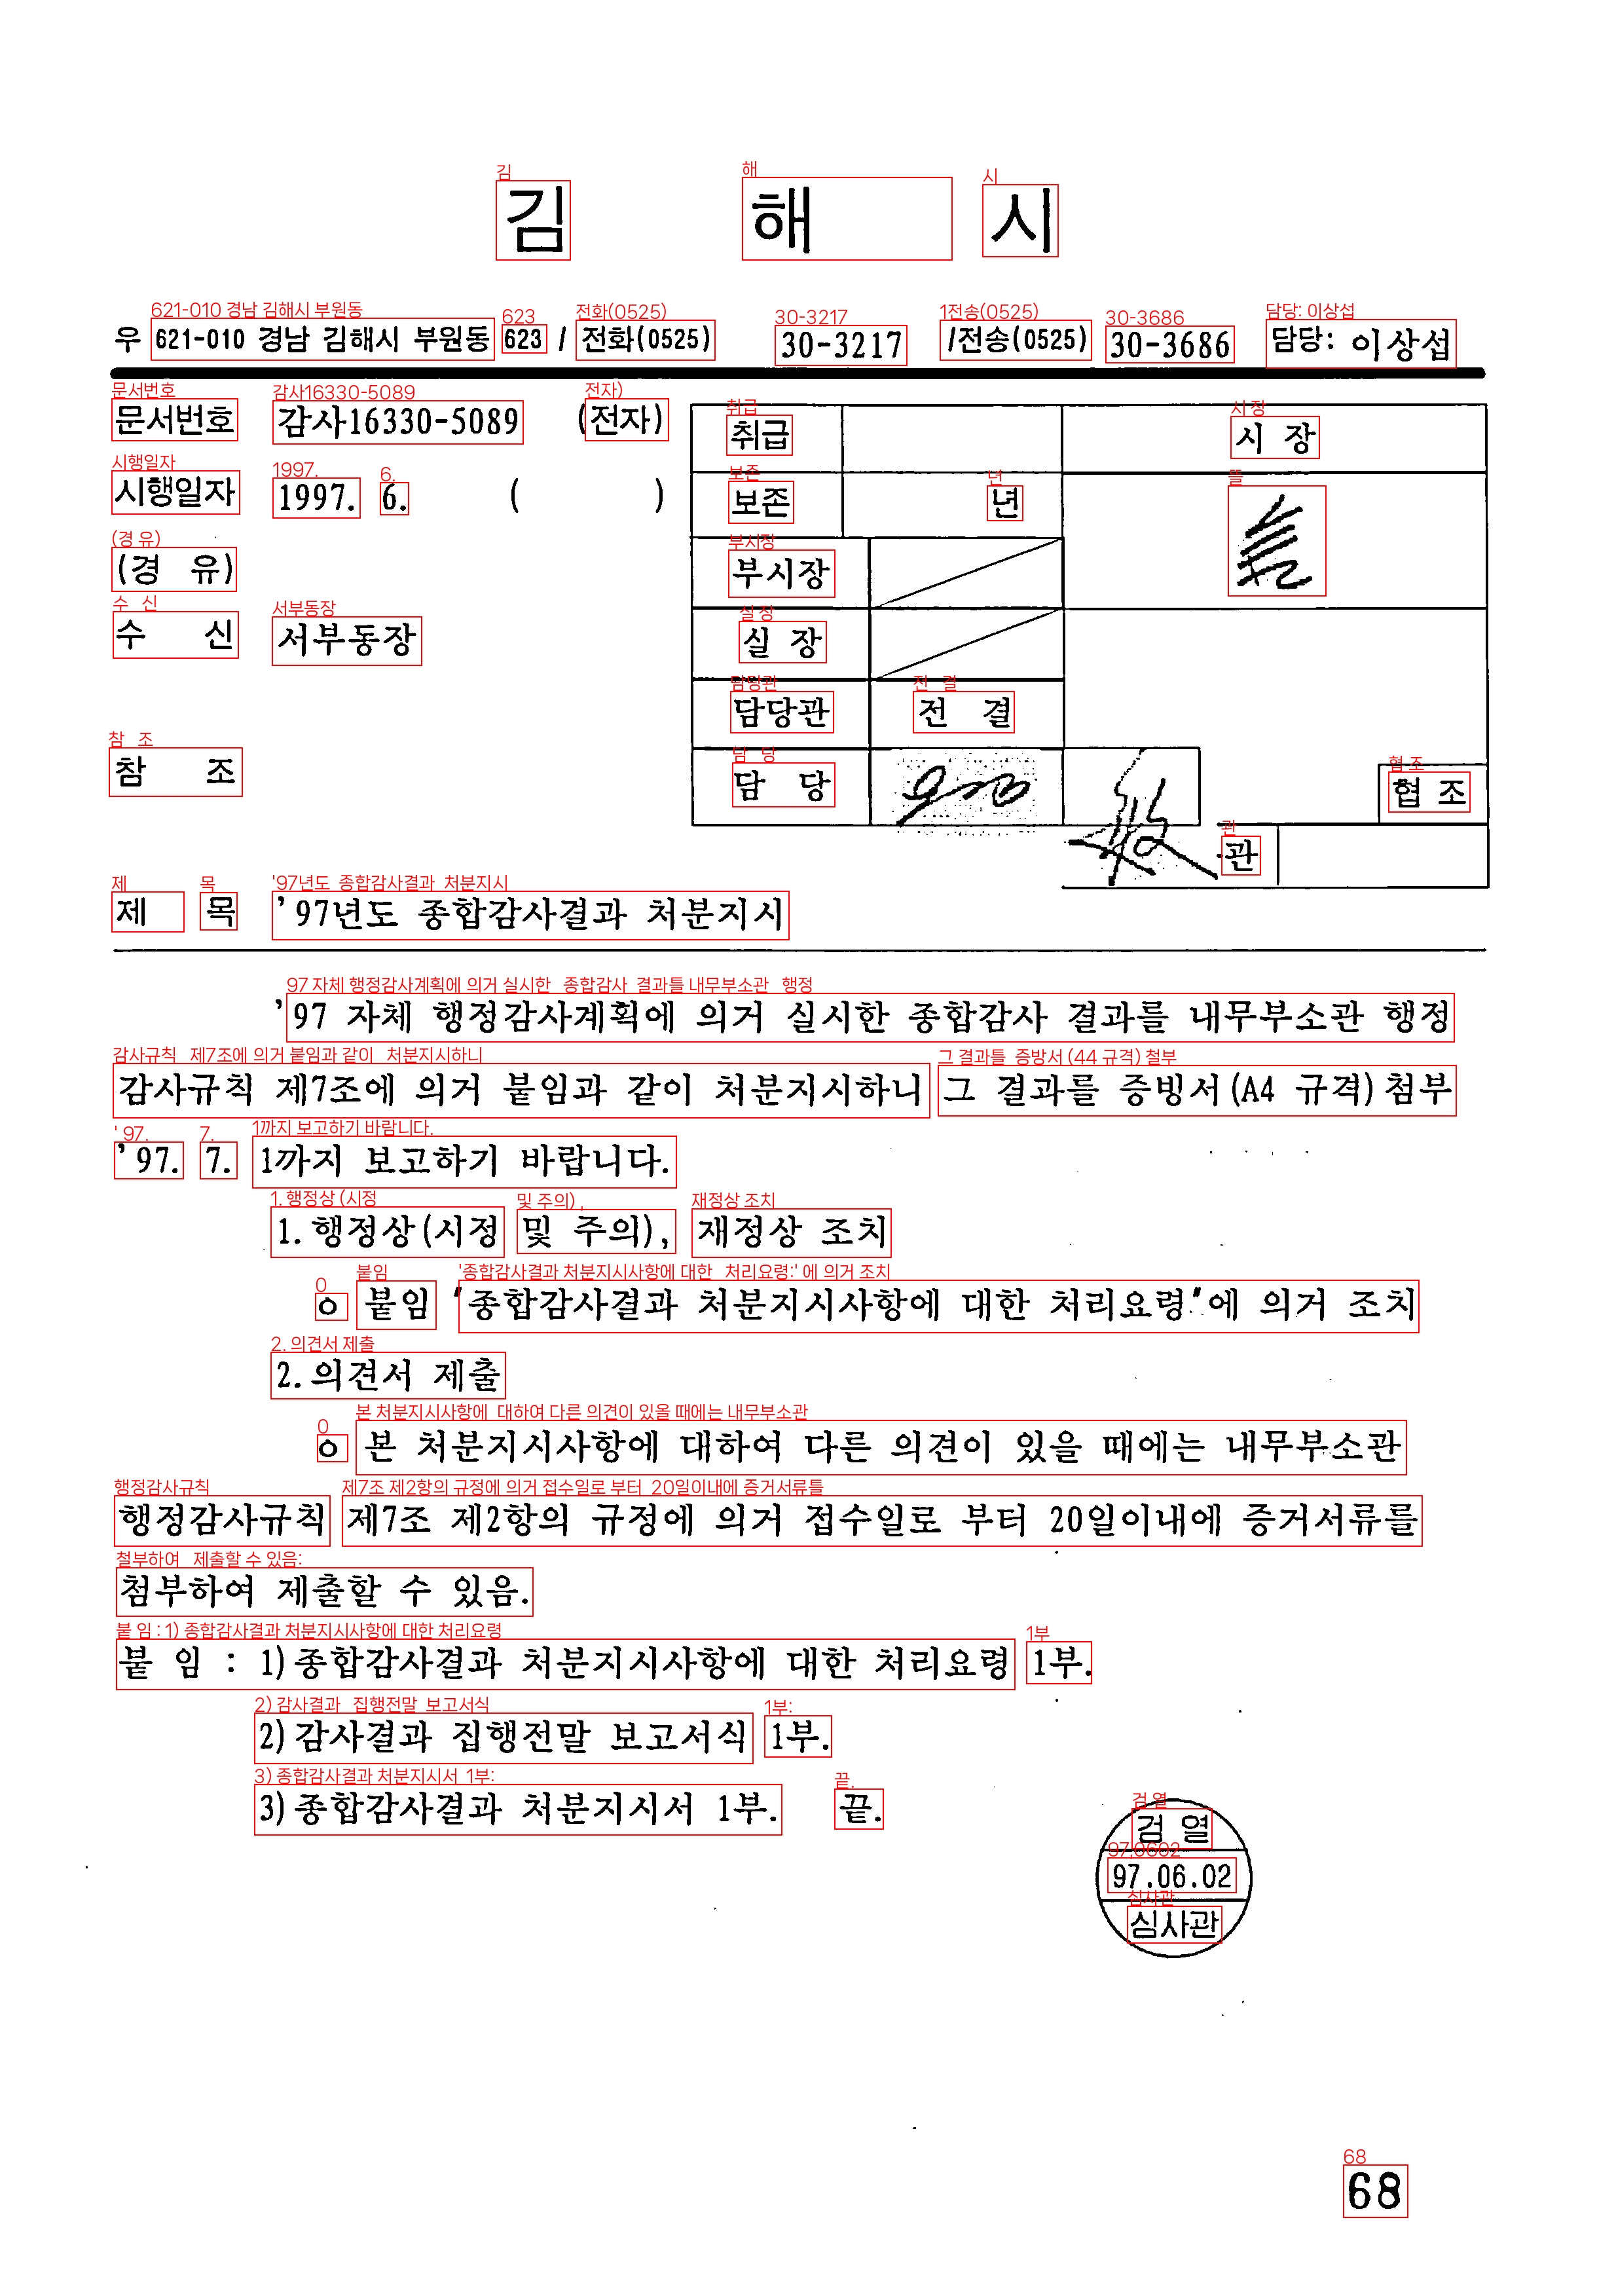 김 해 시
우 621-010 경남 김해시 부원동 623 / 전화(0525) 30-3217 /전송(0525) 30-3686 담당: 이상섭
문서번호 감사16330-5089 (전자)
시행일자 1997. 6. ( )
(경 유)
수 신 서부동장
참 조
취급 시 장
보존 년
부시장
실 장
담당관 전 결
담 당 협 조
관
제 목 '97년도 종합감사결과 처분지시
'97 자체 행정감사계획에 의거 실시한 종합감사 결과를 내무부소관 행정
감사규칙 제7조에 의거 붙임과 같이 처분지시하니 그 결과를 증빙서(A4 규격)첨부
'97. 7. 1까지 보고하기 바랍니다.
1. 행정상(시정 및 주의), 재정상 조치
ㅇ 붙임 "종합감사결과 처분지시사항에 대한 처리요령"에 의거 조치
2. 의견서 제출
ㅇ 본 처분지시사항에 대하여 다른 의견이 있을 때에는 내무부소관
행정감사규칙 제7조 제2항의 규정에 의거 접수일로 부터 20일이내에 증거서류를
첨부하여 제출할 수 있음.
붙 임 : 1)종합감사결과 처분지시사항에 대한 처리요령 1부.
2)감사결과 집행전말 보고서식 1부.
3)종합감사결과 처분지시서 1부. 끝.
검 열
97.06.02
심사관
68